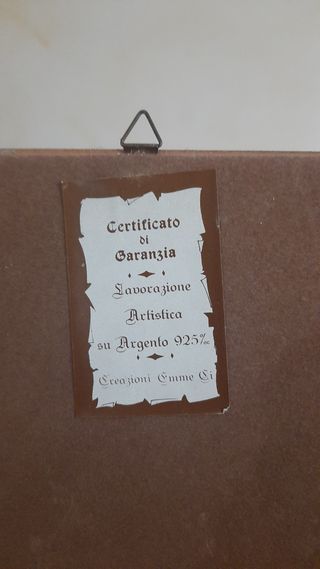 Certificato
di
Garanzia
Lavorazione
Artistica
su Argento 925‰
Creazioni Emme Ci